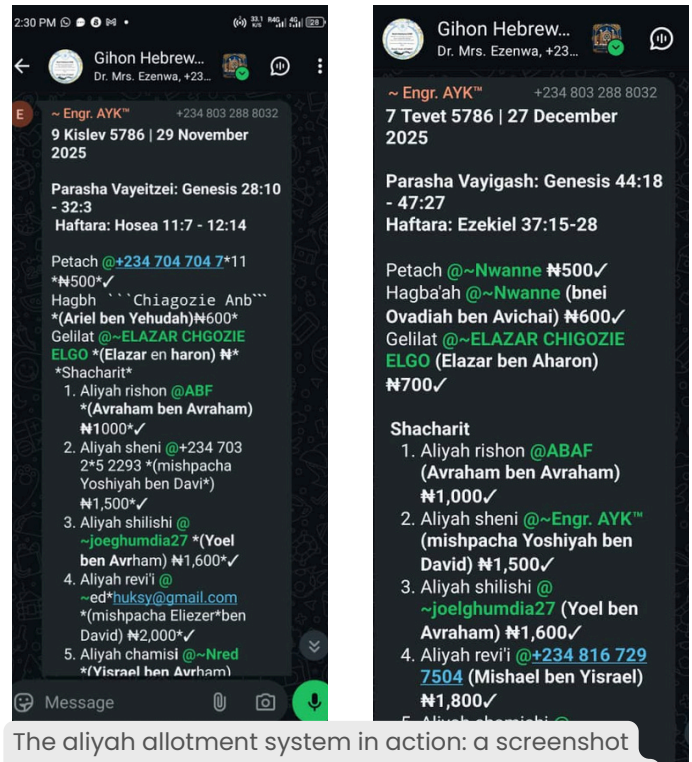 2:30 PM
33.1 K/S R4G 4G 28
Gihon Hebrew...
Dr. Mrs. Ezenwa, +23...
E
~ Engr. AYK™ +234 803 288 8032
9 Kislev 5786 | 29 November
2025
Parasha Vayeitzei: Genesis 28:10
- 32:3
Haftara: Hosea 11:7 - 12:14
Petach @+234 704 704 7*11
*₦500*✓
Hagbh ```Chiagozie Anb```
*(Ariel ben Yehudah)₦600*
Gelilat @~ELAZAR CHGOZIE
ELGO *(Elazar en haron) ₦*
*Shacharit*
1. Aliyah rishon @ABF
*(Avraham ben Avraham)
₦1000*✓
2. Aliyah sheni @+234 703
2*5 2293 *(mishpacha
Yoshiyah ben Davi*)
₦1,500*✓
3. Aliyah shilishi @
~joeghumdia27 *(Yoel
ben Avrham) ₦1,600*✓
4. Aliyah revi'i @
~ed*huksy@gmail.com
*(mishpacha Eliezer*ben
David) ₦2,000*✓
5. Aliyah chamisi @~Nred
*(Yisrael ben Avrham)
Message
Gihon Hebrew...
Dr. Mrs. Ezenwa, +23...
~ Engr. AYK™ +234 803 288 8032
7 Tevet 5786 | 27 December
2025
Parasha Vayigash: Genesis 44:18
- 47:27
Haftara: Ezekiel 37:15-28
Petach @~Nwanne ₦500✓
Hagba'ah @~Nwanne (bnei
Ovadiah ben Avichai) ₦600✓
Gelilat @~ELAZAR CHIGOZIE
ELGO (Elazar ben Aharon)
₦700✓
Shacharit
1. Aliyah rishon @ABAF
(Avraham ben Avraham)
₦1,000✓
2. Aliyah sheni @~Engr. AYK™
(mishpacha Yoshiyah ben
David) ₦1,500✓
3. Aliyah shilishi @
~joelghumdia27 (Yoel ben
Avraham) ₦1,600✓
4. Aliyah revi'i @+234 816 729
7504 (Mishael ben Yisrael)
₦1,800✓
The aliyah allotment system in action: a screenshot